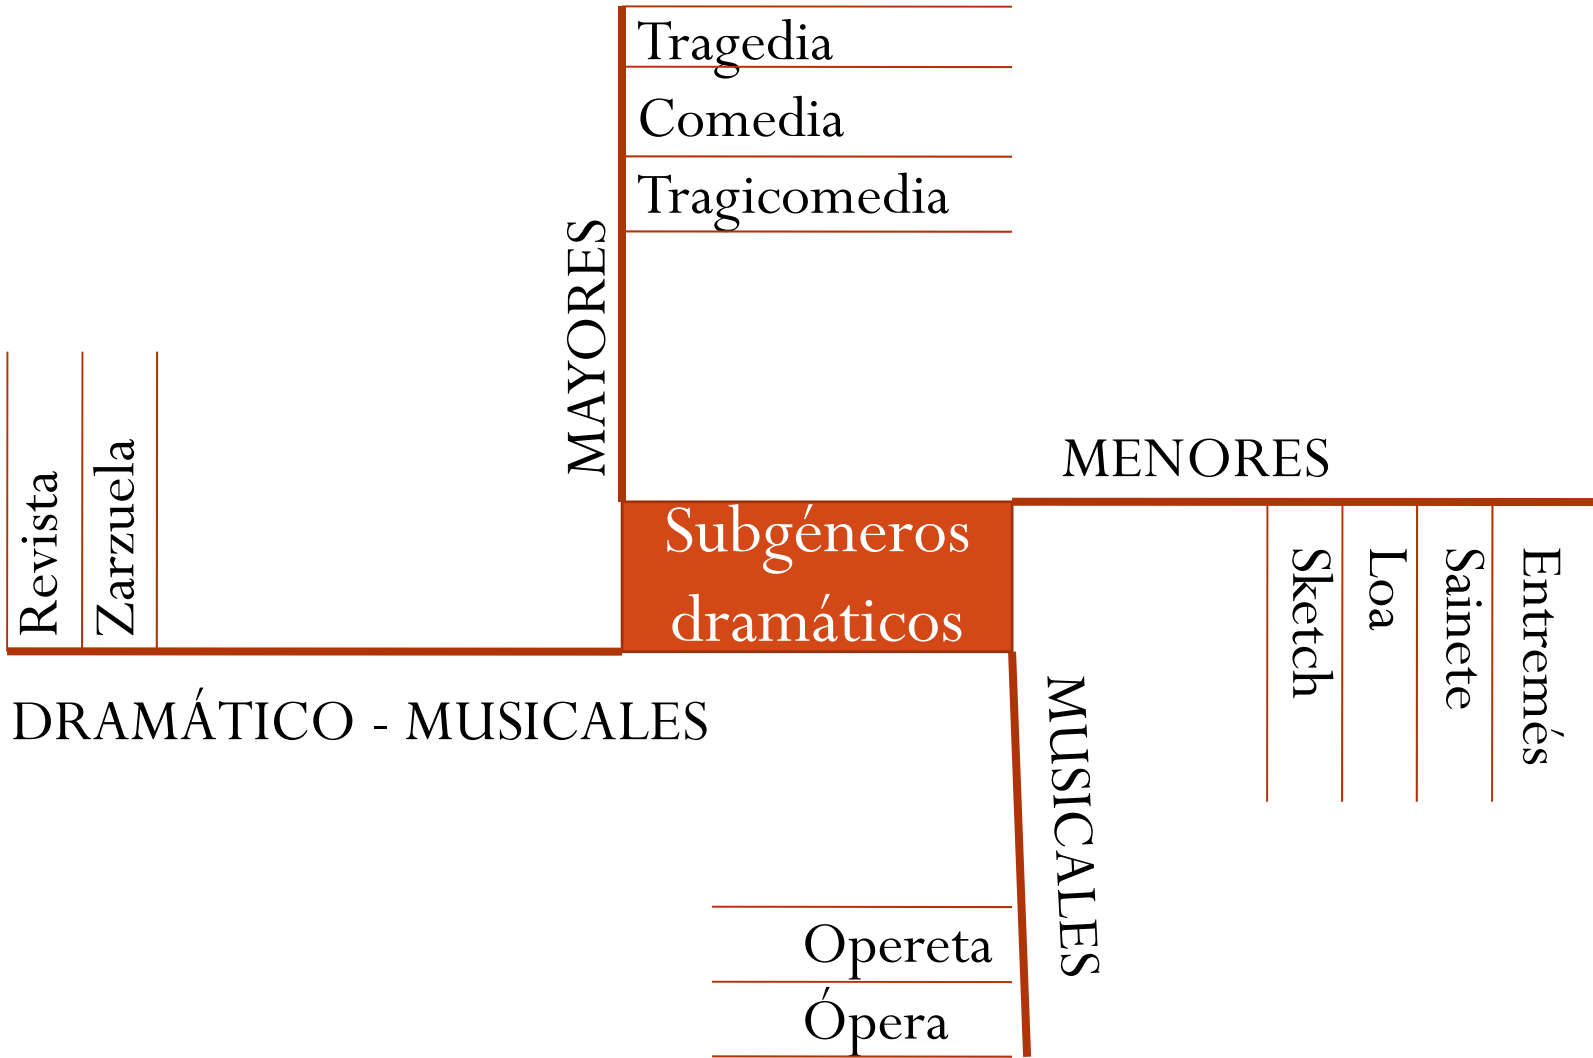 Tragedia
Comedia
Tragicomedia
MAYORES
MENORES
Revista
Zarzuela
Subgéneros
dramáticos
Sketch
Loa
Sainete
Entremés
DRAMÁTICO - MUSICALES
MUSICALES
Opereta
Ópera